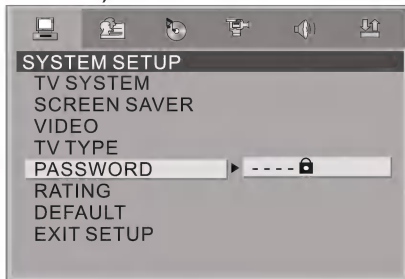 SYSTEM SETUP
TV SYSTEM
SCREEN SAVER
VIDEO
TV TYPE
PASSWORD - - - -
RATING
DEFAULT
EXIT SETUP